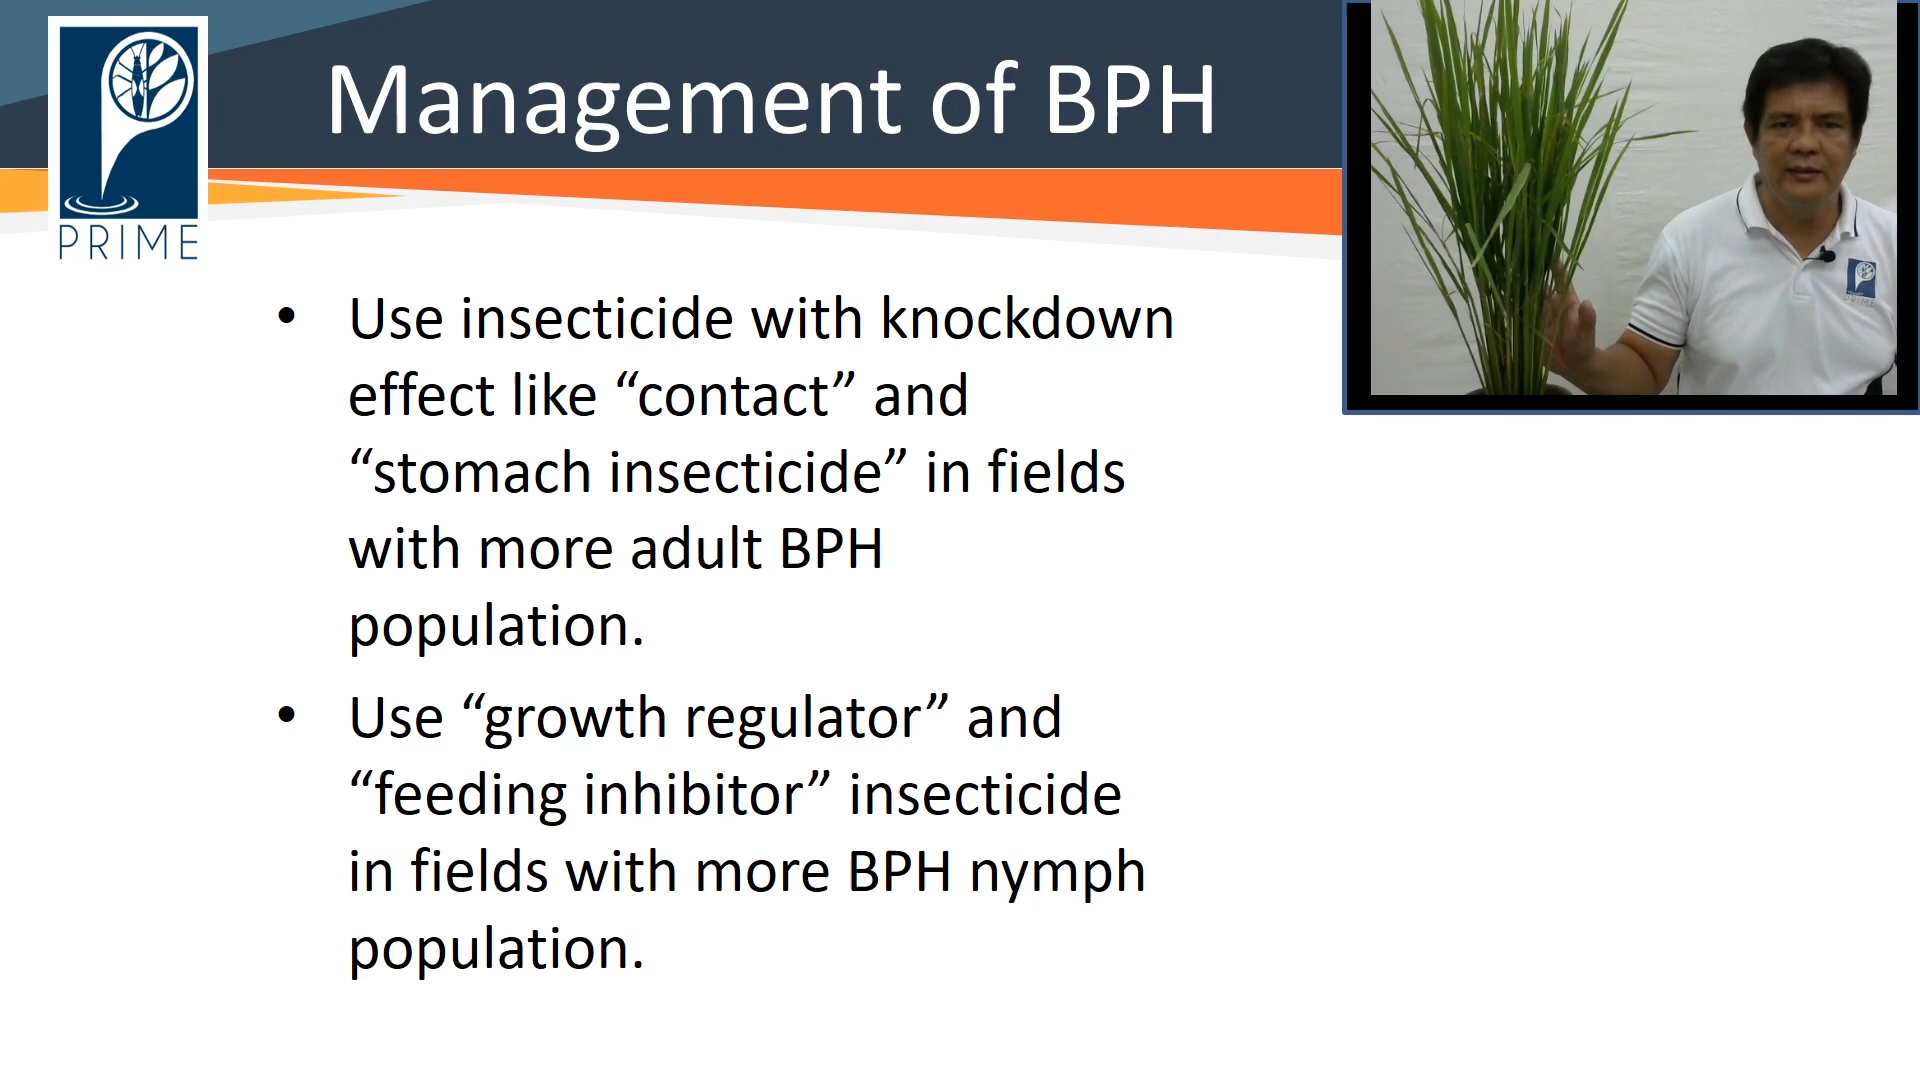 Management of BPH
PRIME
• Use insecticide with knockdown
effect like “contact” and
“stomach insecticide” in fields
with more adult BPH
population.
• Use “growth regulator” and
“feeding inhibitor” insecticide
in fields with more BPH nymph
population.
PRIME